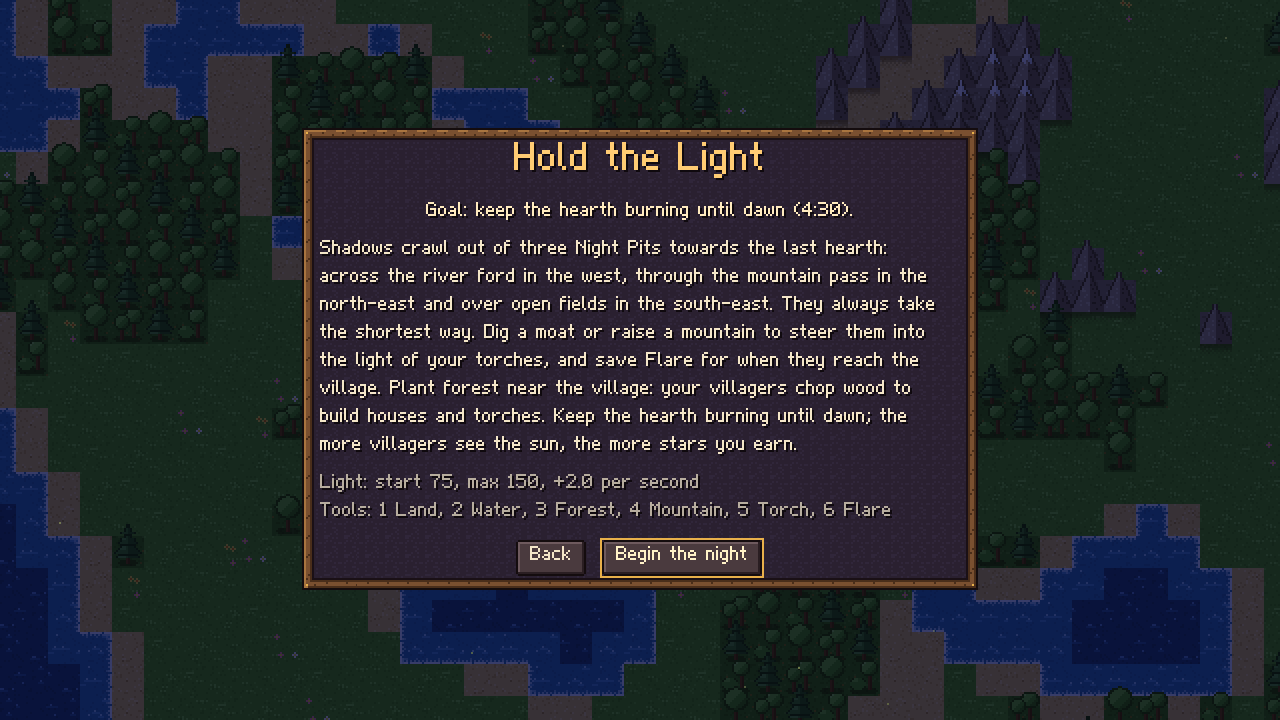 Hold the Light
Goal: keep the hearth burning until dawn (4:30).
Shadows crawl out of three Night Pits towards the last hearth:
across the river ford in the west, through the mountain pass in the
north-east and over open fields in the south-east. They always take
the shortest way. Dig a moat or raise a mountain to steer them into
the light of your torches, and save Flare for when they reach the
village. Plant forest near the village: your villagers chop wood to
build houses and torches. Keep the hearth burning until dawn; the
more villagers see the sun, the more stars you earn.
Light: start 75, max 150, +2.0 per second
Tools: 1 Land, 2 Water, 3 Forest, 4 Mountain, 5 Torch, 6 Flare
Back
Begin the night